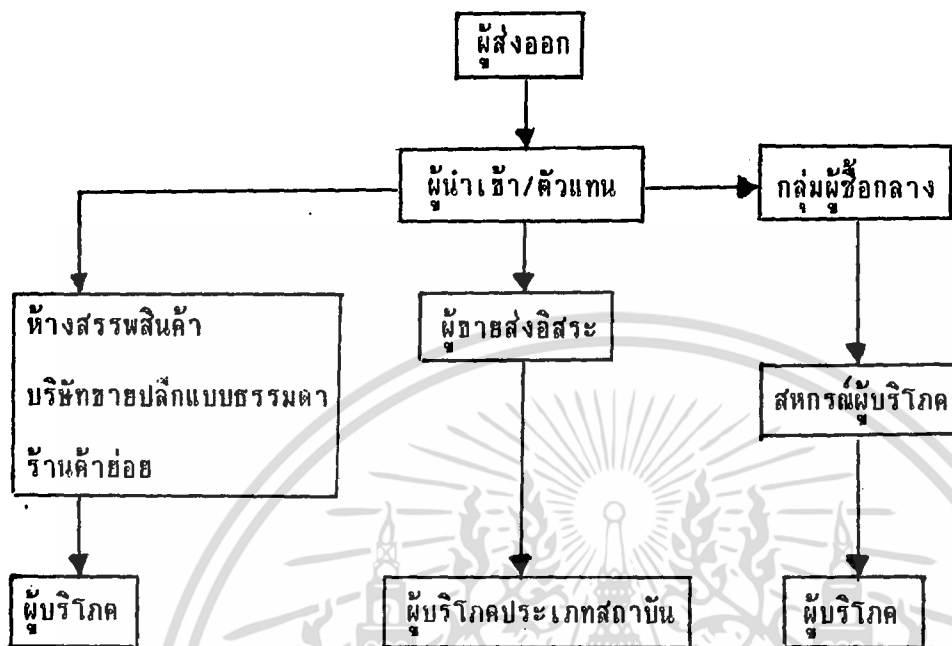 ผู้ส่งออก
ผู้นำเข้า/ตัวแทน
กลุ่มผู้ซื้อกลาง
ห้างสรรพสินค้า
บริษัทขายปลีกแบบธรรมดา
ร้านค้าย่อย
ผู้ขายส่งอิสระ
สหกรณ์ผู้บริโภค
ผู้บริโภค
ผู้บริโภคประเภทสถาบัน
ผู้บริโภค